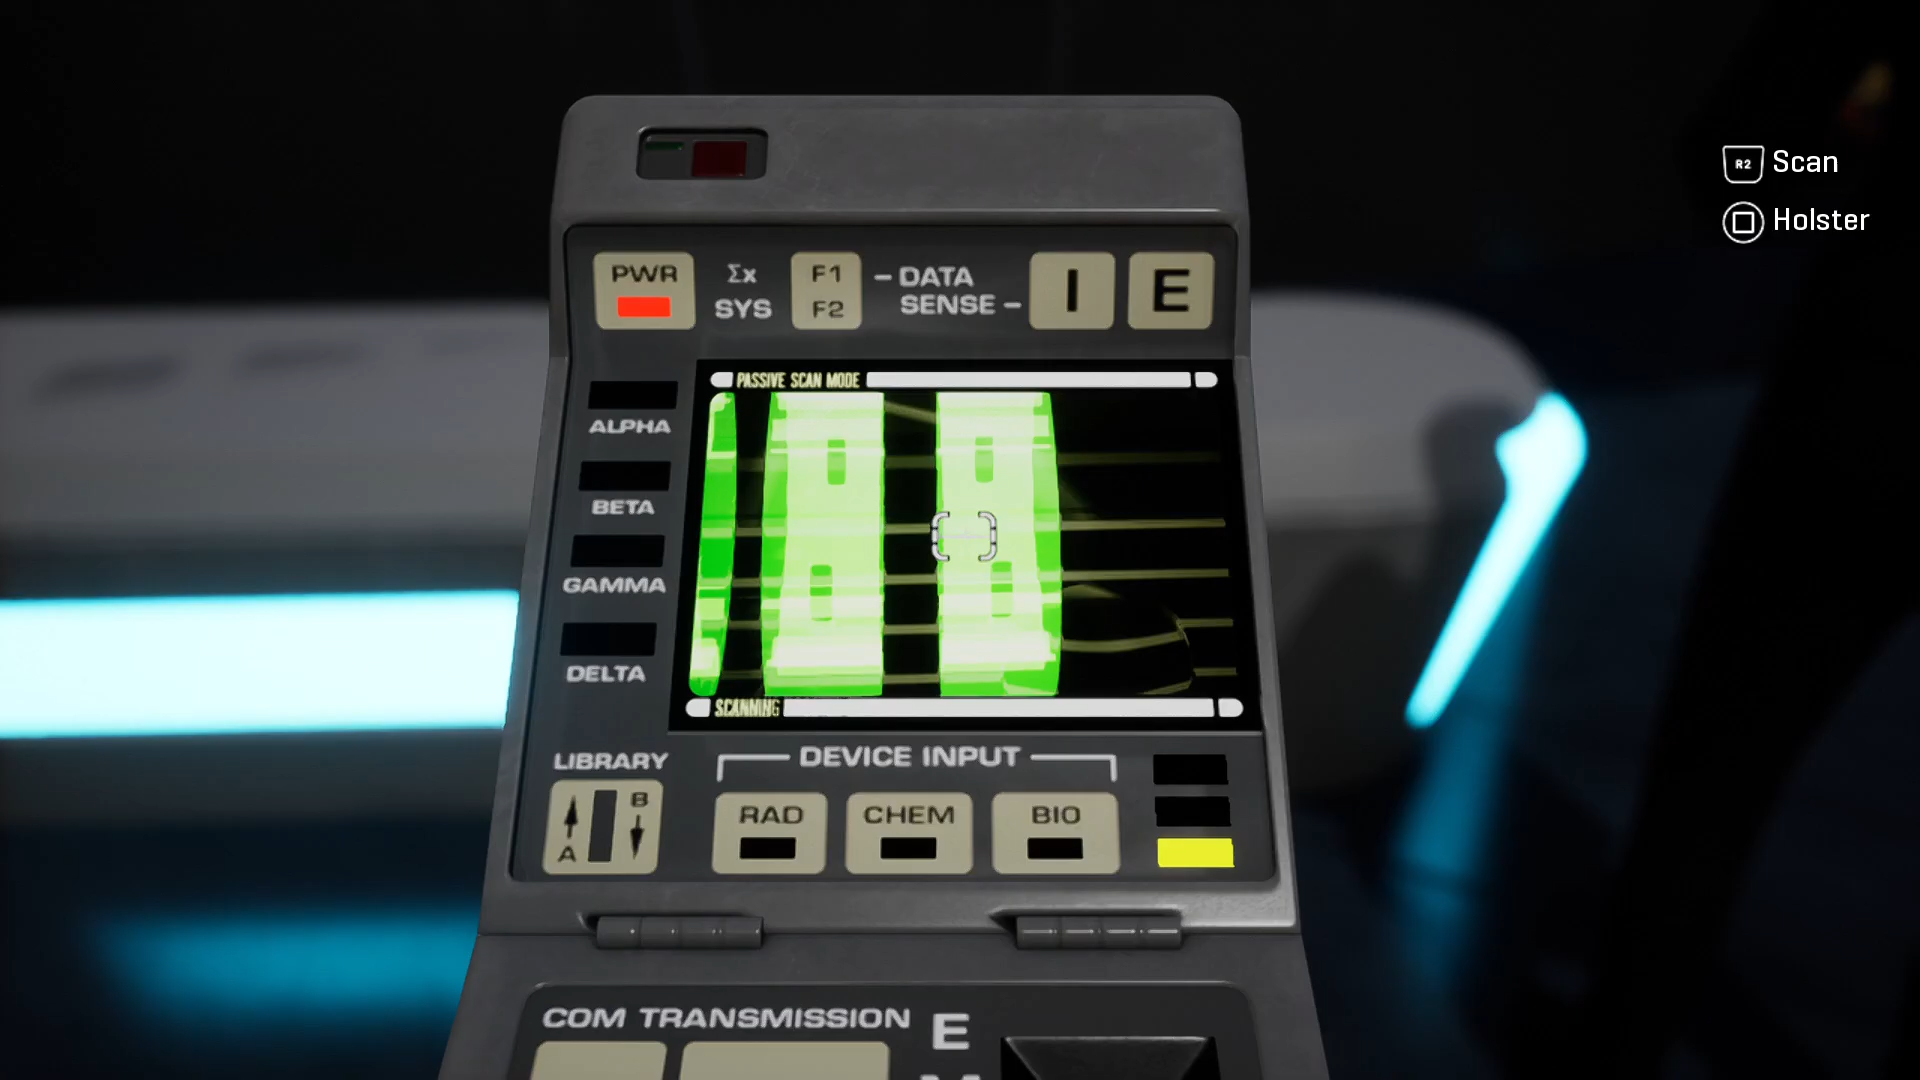 R2 Scan
Holster
PWR
Σx
SYS
F1
F2
– DATA
SENSE –
I
E
PASSIVE SCAN MODE
ALPHA
BETA
GAMMA
DELTA
SCANNING
LIBRARY
A
B
DEVICE INPUT
RAD
CHEM
BIO
COM TRANSMISSION
E